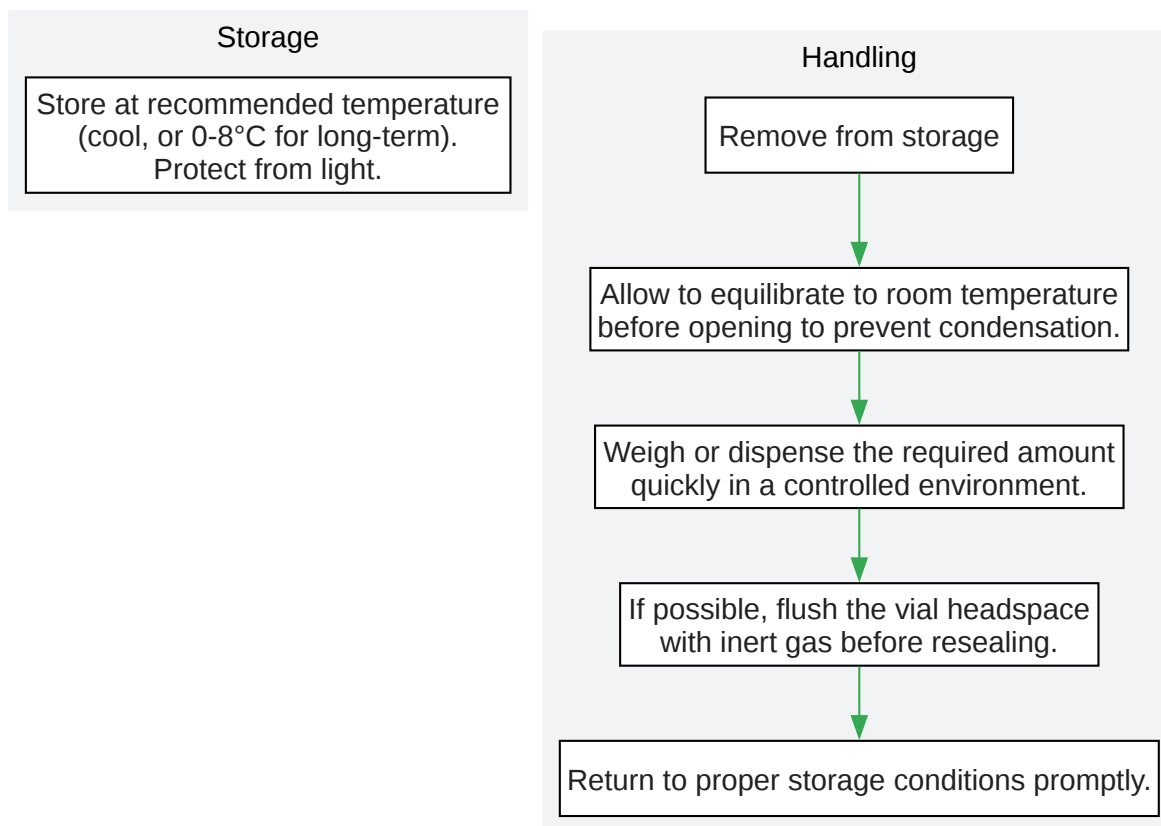 Storage
Store at recommended temperature
(cool, or 0-8°C for long-term).
Protect from light.
Handling
Remove from storage
Allow to equilibrate to room temperature
before opening to prevent condensation.
Weigh or dispense the required amount
quickly in a controlled environment.
If possible, flush the vial headspace
with inert gas before resealing.
Return to proper storage conditions promptly.